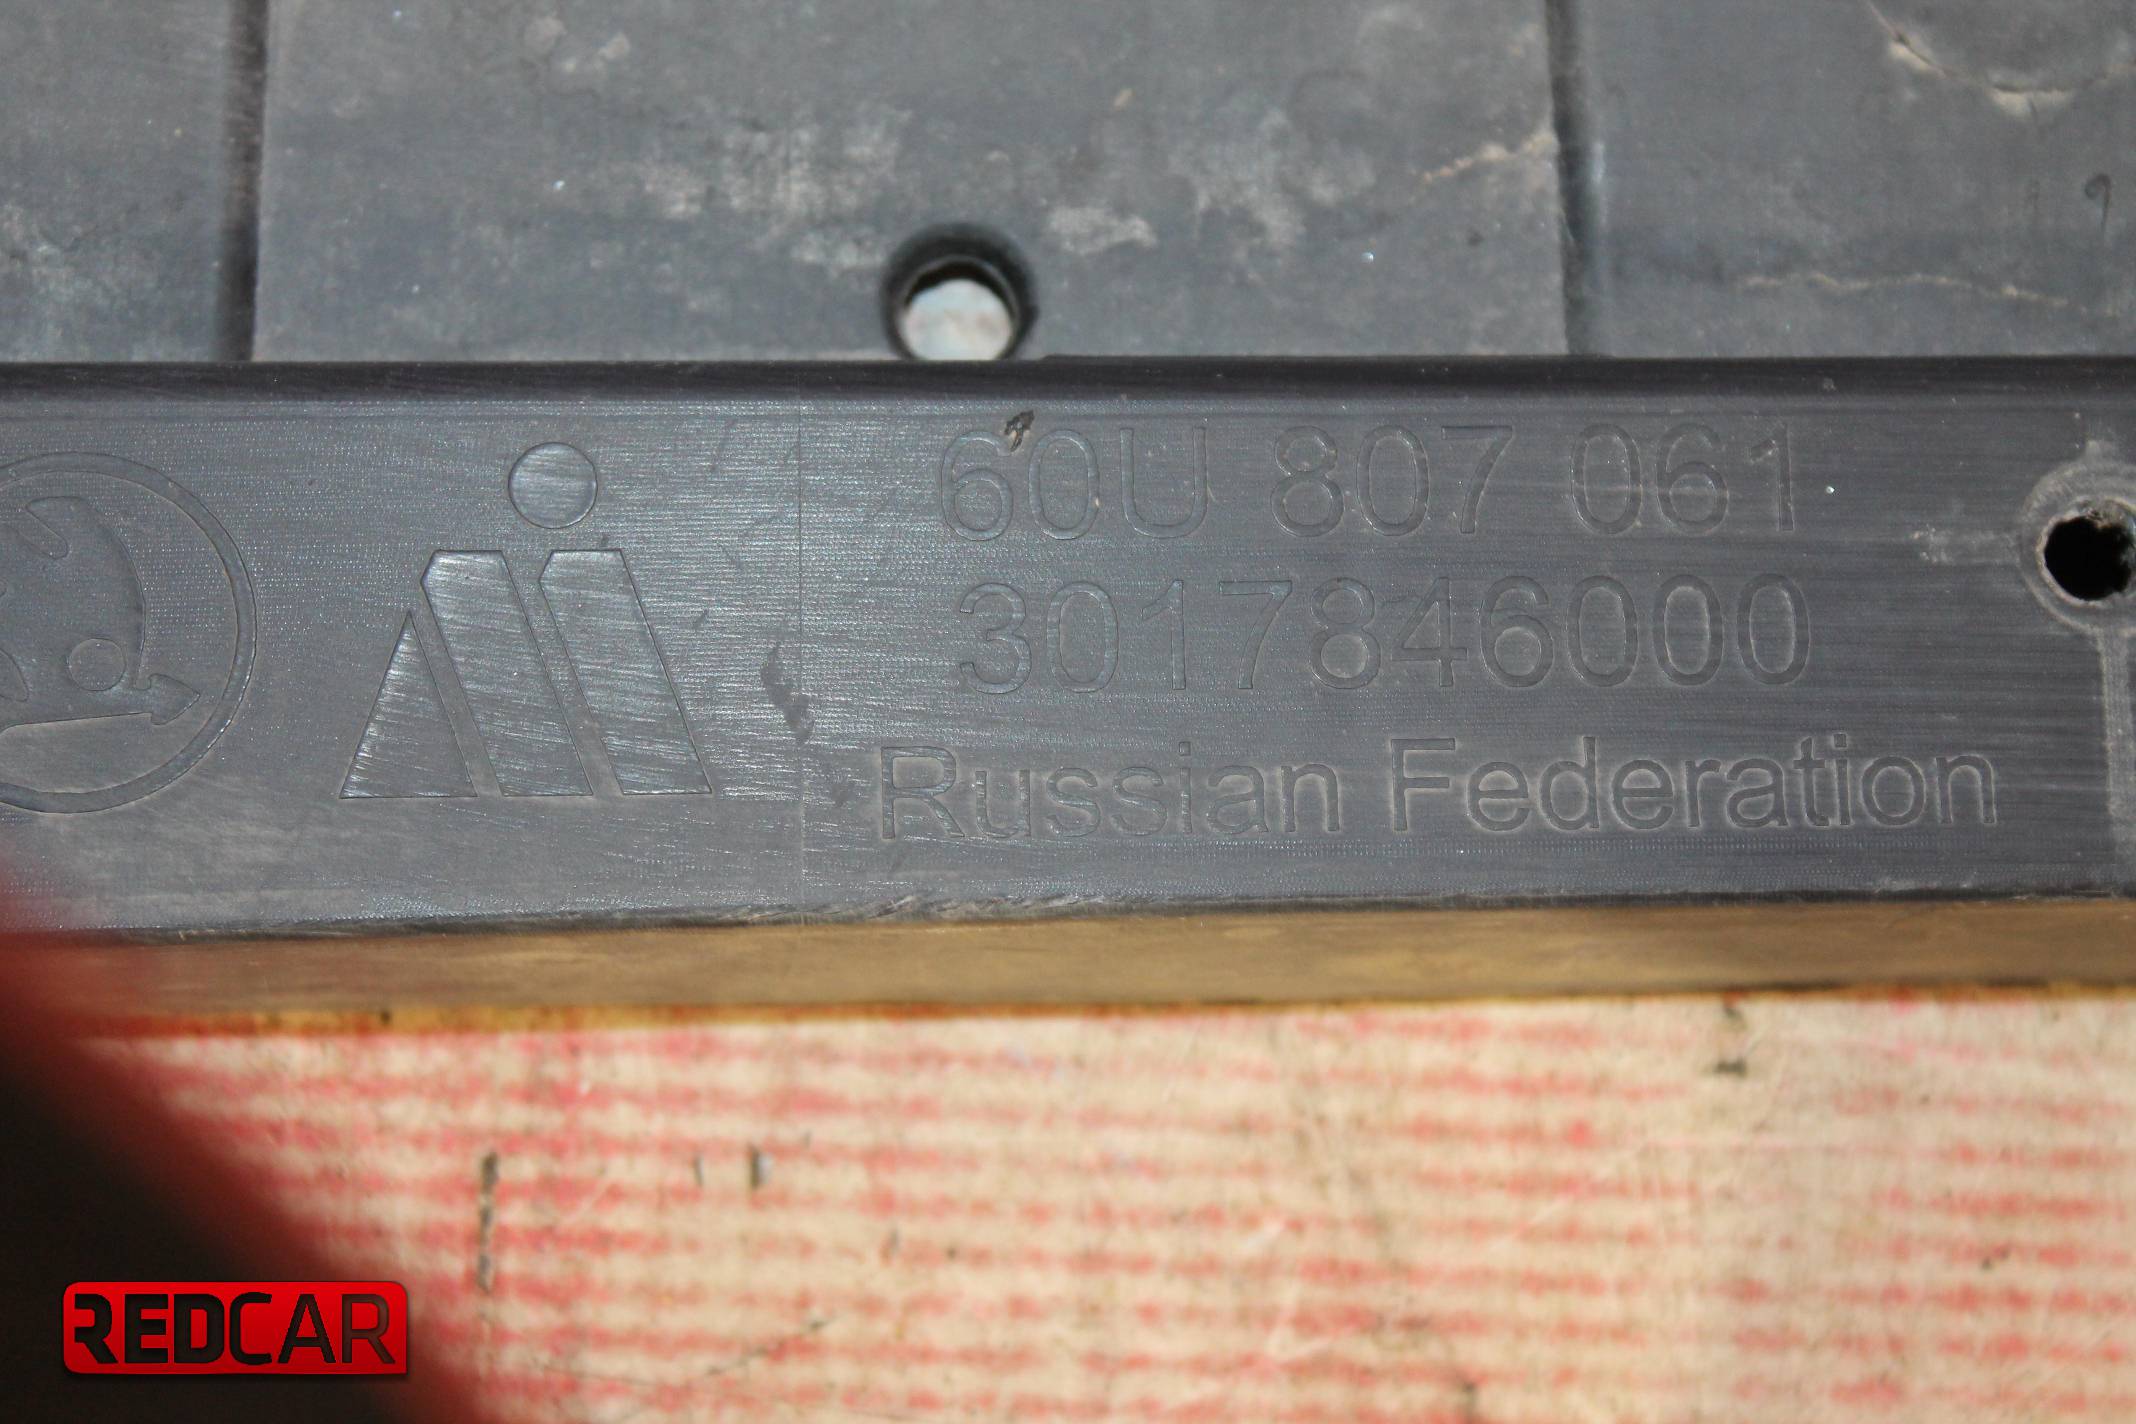 60U 807 061
3017846000
Russian Federation
REDCAR